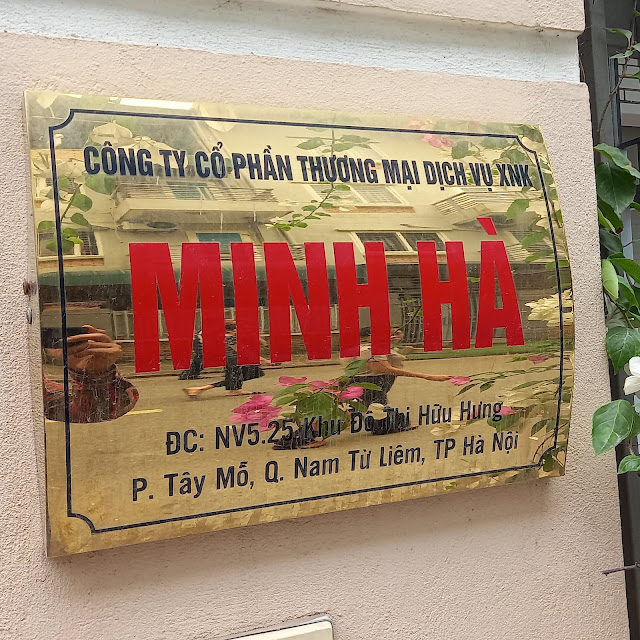 CÔNG TY CỔ PHẦN THƯƠNG MẠI DỊCH VỤ XNK
MINH HÀ
ĐC: NV5.25 Khu Đô Thị Hữu Hưng
P. Tây Mỗ, Q. Nam Từ Liêm, TP Hà Nội